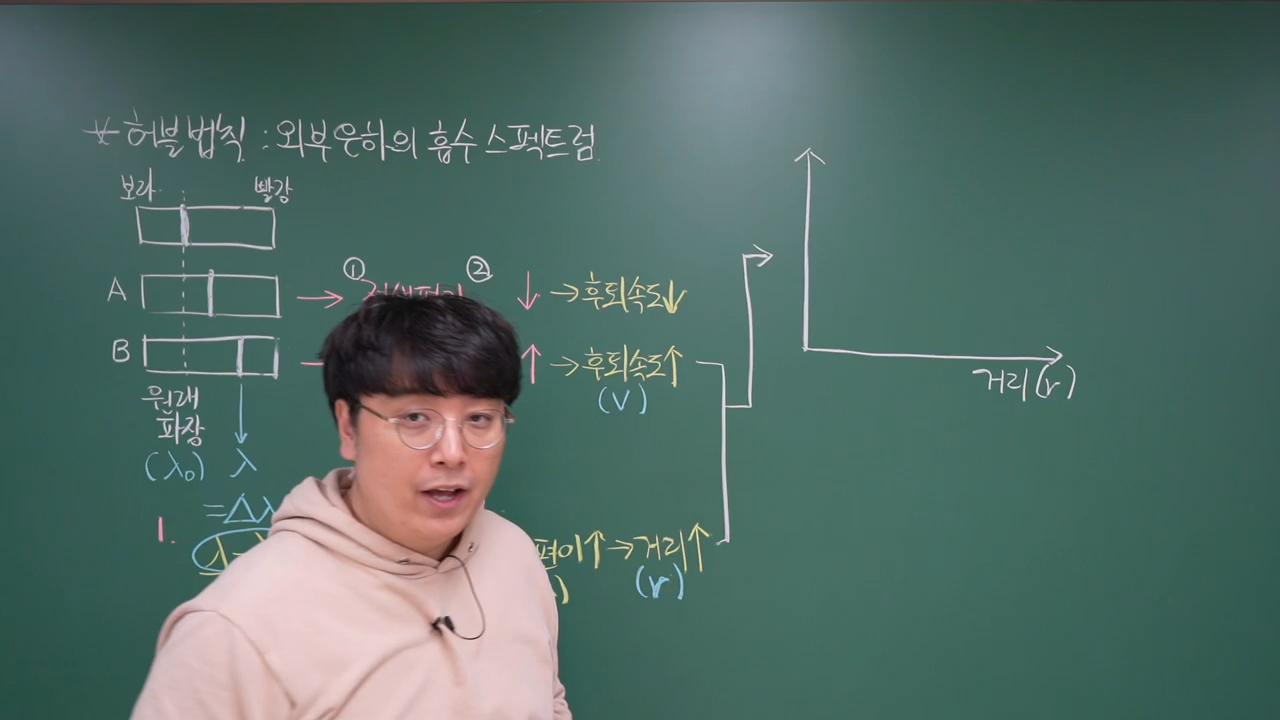 * 허블 법칙 : 외부은하의 흡수 스펙트럼
보라 빨강
① ②
A → ↓ → 후퇴속도↓
B ↑ → 후퇴속도↑
(V)
원래
파장
(λ₀) λ
= Δλ
1.
편이↑ → 거리↑
(r)
거리(r)